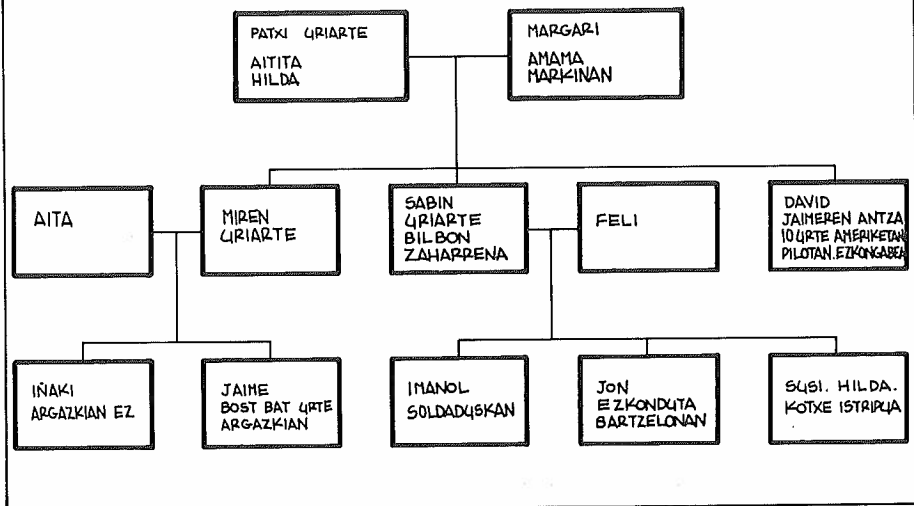 PATXI URIARTE
AITITA
HILDA
MARGARI
AMAMA
MARKINAN
AITA
MIREN
URIARTE
SABIN
URIARTE
BILBON
ZAHARRENA
FELI
DAVID
JAIMEREN ANTZA
10 URTE AMERIKETAN
PILOTAN. EZKONGABEA
IÑAKI
ARGAZKIAN EZ
JAIME
BOST BAT URTE
ARGAZKIAN
IMANOL
SOLDADUSKAN
JON
EZKONDUTA
BARTZELONAN
SUSI. HILDA.
KOTXE ISTRIPUA